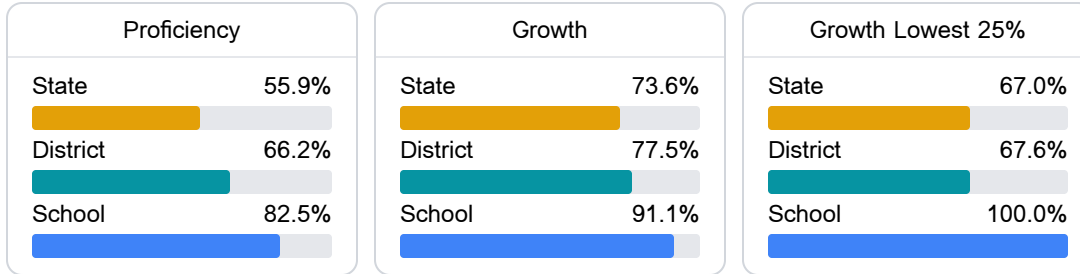 Proficiency
State 55.9%
District 66.2%
School 82.5%
Growth
State 73.6%
District 77.5%
School 91.1%
Growth Lowest 25%
State 67.0%
District 67.6%
School 100.0%